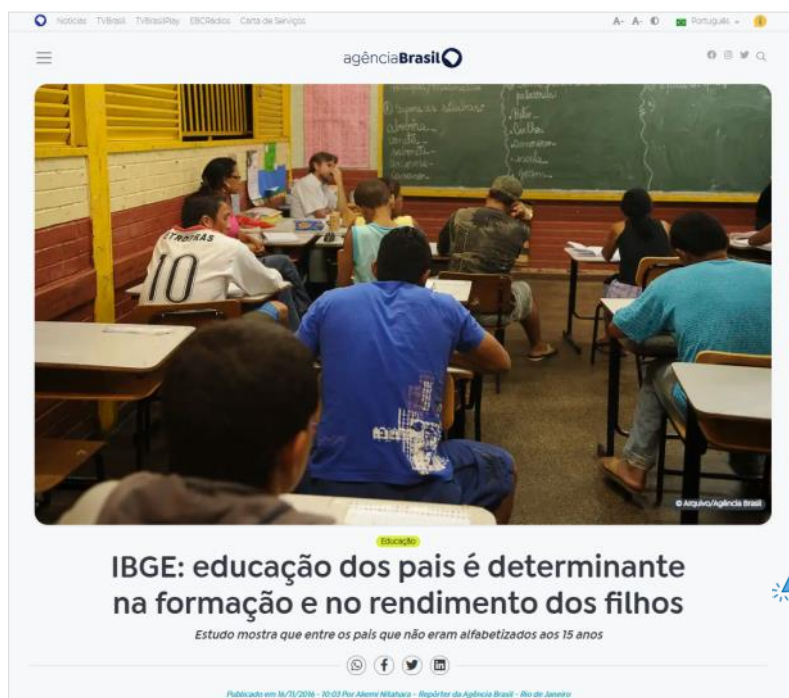 Notícias TVBrasil TVBrasilPlay EBCRádios Carta de Serviços A- A- Português
agênciaBrasil
10
© Arquivo/Agência Brasil
Educação
IBGE: educação dos pais é determinante
na formação e no rendimento dos filhos
Estudo mostra que entre os pais que não eram alfabetizados aos 15 anos
Publicado em 16/11/2016 - 10:03 Por Akemi Nitahara - Repórter da Agência Brasil - Rio de Janeiro